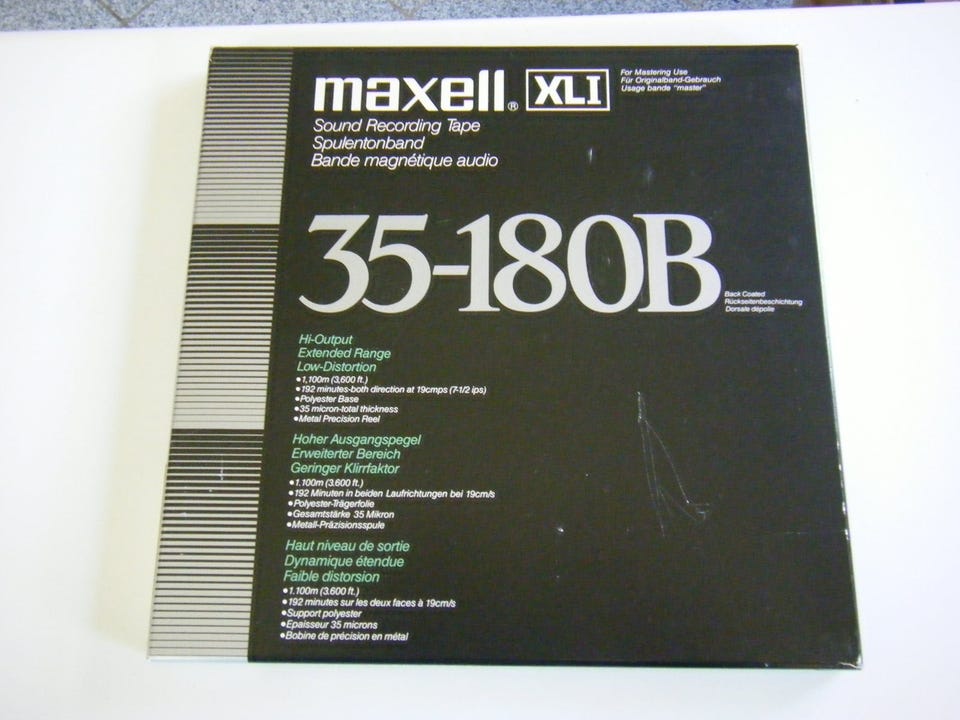 maxell® XLI
For Mastering Use
Für Originalband-Gebrauch
Usage bande "master"
Sound Recording Tape
Spulentonband
Bande magnétique audio
35-180B
Back Coated
Rückseitenbeschichtung
Dorsale dépolie
Hi-Output
Extended Range
Low-Distortion
•1,100m (3,600 ft.)
•192 minutes-both direction at 19cmps (7-1/2 ips)
•Polyester Base
•35 micron-total thickness
•Metal Precision Reel
Hoher Ausgangspegel
Erweiterter Bereich
Geringer Klirrfaktor
•1.100m (3.600 ft.)
•192 Minuten in beiden Laufrichtungen bei 19cm/s
•Polyester-Trägerfolie
•Gesamtstärke 35 Mikron
•Metall-Präzisionsspule
Haut niveau de sortie
Dynamique étendue
Faible distorsion
•1.100m (3.600 ft.)
•192 minutes sur les deux faces à 19cm/s
•Support polyester
•Epaisseur 35 microns
•Bobine de précision en métal